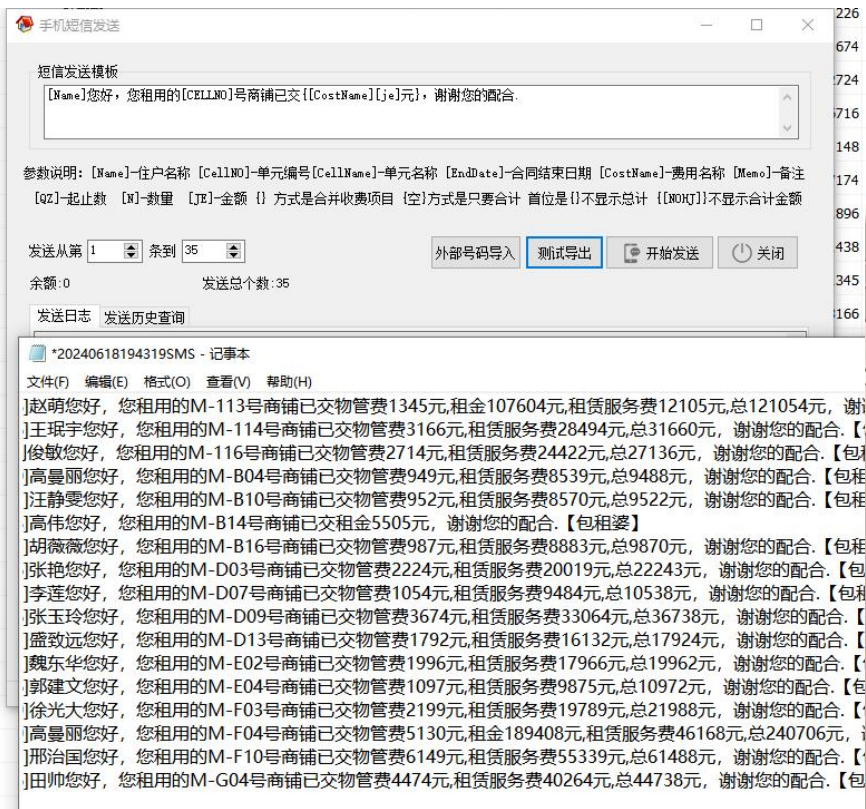 226
手机短信发送
674
短信发送模板
724
[Name]您好，您租用的[CELLNO]号商铺已交{[CostName][je]元}，谢谢您的配合.
6716
148
参数说明: [Name]-住户名称 [CellNO]-单元编号[CellName]-单元名称 [EndDate]-合同结束日期 [CostName]-费用名称 [Memo]-备注
174
[QZ]-起止数 [N]-数量 [JE]-金额 {} 方式是合并收费项目 {空}方式是只要合计 首位是{}不显示总计 {[NOHJ]}不显示合计金额
896
发送从第 1 条到 35 外部号码导入 测试导出 开始发送 关闭
438
余额:0 发送总个数:35
345
发送日志 发送历史查询
166
*20240618194319SMS - 记事本
文件(F) 编辑(E) 格式(O) 查看(V) 帮助(H)
]赵萌您好，您租用的M-113号商铺已交物管费1345元,租金107604元,租赁服务费12105元,总121054元，谢
]王珉宇您好，您租用的M-114号商铺已交物管费3166元,租赁服务费28494元,总31660元，谢谢您的配合.【
]俊敏您好，您租用的M-116号商铺已交物管费2714元,租赁服务费24422元,总27136元，谢谢您的配合.【包租
]高曼丽您好，您租用的M-B04号商铺已交物管费949元,租赁服务费8539元,总9488元，谢谢您的配合.【包租
]汪静雯您好，您租用的M-B10号商铺已交物管费952元,租赁服务费8570元,总9522元，谢谢您的配合.【包租
]高伟您好，您租用的M-B14号商铺已交租金5505元，谢谢您的配合.【包租婆】
]胡薇薇您好，您租用的M-B16号商铺已交物管费987元,租赁服务费8883元,总9870元，谢谢您的配合.【包租
]张艳您好，您租用的M-D03号商铺已交物管费2224元,租赁服务费20019元,总22243元，谢谢您的配合.【包
]李莲您好，您租用的M-D07号商铺已交物管费1054元,租赁服务费9484元,总10538元，谢谢您的配合.【包租
]张玉玲您好，您租用的M-D09号商铺已交物管费3674元,租赁服务费33064元,总36738元，谢谢您的配合.【
]盛致远您好，您租用的M-D13号商铺已交物管费1792元,租赁服务费16132元,总17924元，谢谢您的配合.【
]魏东华您好，您租用的M-E02号商铺已交物管费1996元,租赁服务费17966元,总19962元，谢谢您的配合.【
]郭建文您好，您租用的M-E04号商铺已交物管费1097元,租赁服务费9875元,总10972元，谢谢您的配合.【包
]徐光大您好，您租用的M-F03号商铺已交物管费2199元,租赁服务费19789元,总21988元，谢谢您的配合.【
]高曼丽您好，您租用的M-F04号商铺已交物管费5130元,租金189408元,租赁服务费46168元,总240706元，
]邢治国您好，您租用的M-F10号商铺已交物管费6149元,租赁服务费55339元,总61488元，谢谢您的配合.【
]田帅您好，您租用的M-G04号商铺已交物管费4474元,租赁服务费40264元,总44738元，谢谢您的配合.【包